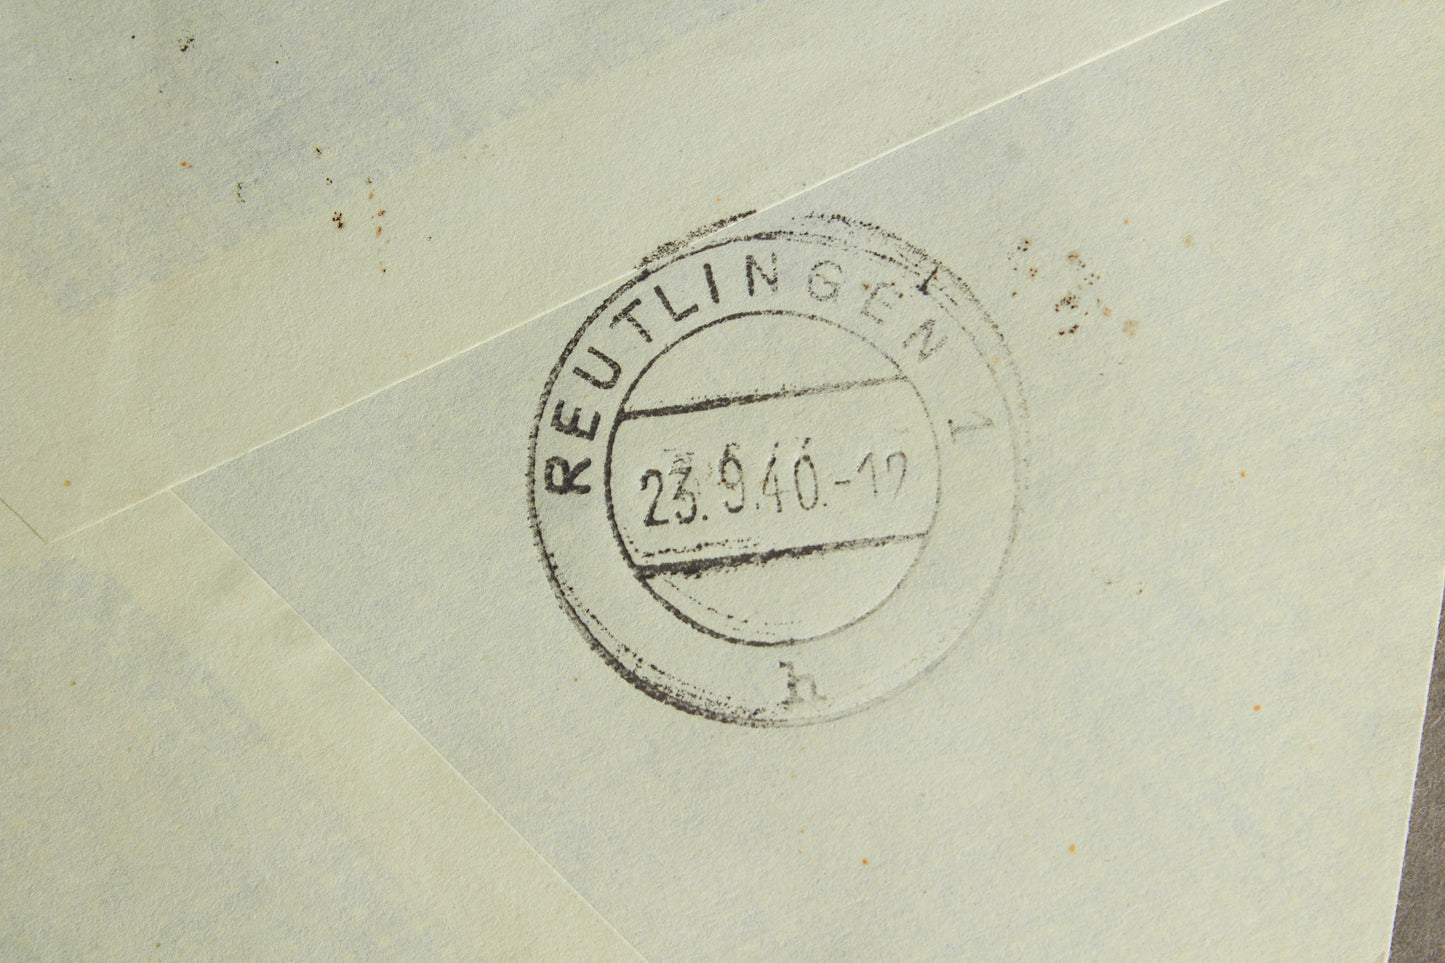 REUTLINGEN 1
23.9.40.-12
h